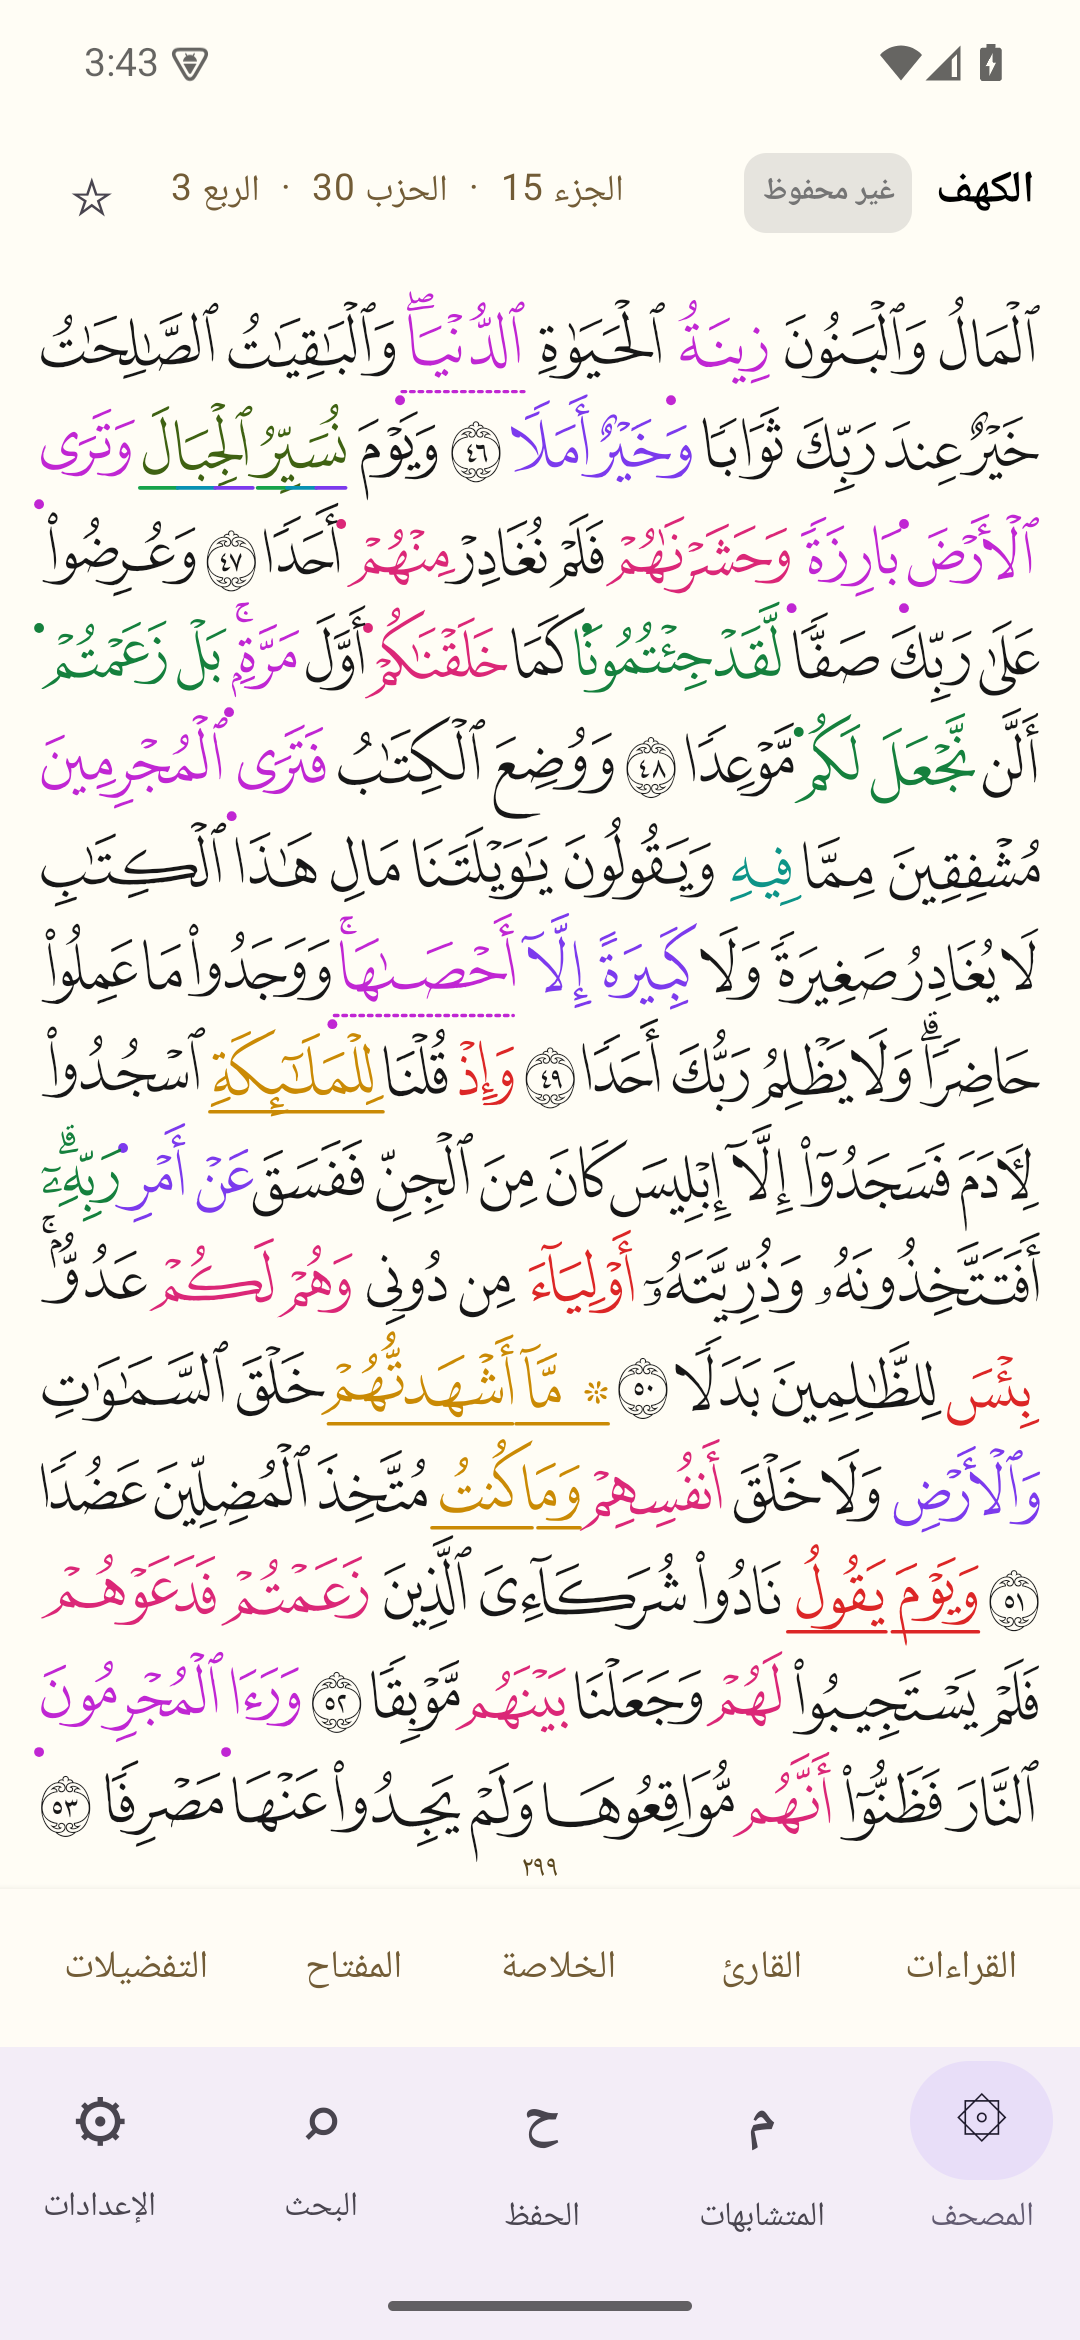 3:43
الكهف غير محفوظ الجزء 15 · الحزب 30 · الربع 3
ٱلْمَالُ وَٱلْبَنُونَ زِينَةُ ٱلْحَيَوٰةِ ٱلدُّنْيَاۖ وَٱلْبَٰقِيَٰتُ ٱلصَّٰلِحَٰتُ
خَيْرٌ عِندَ رَبِّكَ ثَوَابًا وَخَيْرٌ أَمَلًا ٤٦ وَيَوْمَ نُسَيِّرُ ٱلْجِبَالَ وَتَرَى
ٱلْأَرْضَ بَارِزَةً وَحَشَرْنَٰهُمْ فَلَمْ نُغَادِرْ مِنْهُمْ أَحَدًا ٤٧ وَعُرِضُوا۟
عَلَىٰ رَبِّكَ صَفًّا لَّقَدْ جِئْتُمُونَا كَمَا خَلَقْنَٰكُمْ أَوَّلَ مَرَّةٍۭۚ بَلْ زَعَمْتُمْ
أَلَّن نَّجْعَلَ لَكُم مَّوْعِدًا ٤٨ وَوُضِعَ ٱلْكِتَٰبُ فَتَرَى ٱلْمُجْرِمِينَ
مُشْفِقِينَ مِمَّا فِيهِ وَيَقُولُونَ يَٰوَيْلَتَنَا مَالِ هَٰذَا ٱلْكِتَٰبِ
لَا يُغَادِرُ صَغِيرَةً وَلَا كَبِيرَةً إِلَّآ أَحْصَىٰهَاۚ وَوَجَدُوا۟ مَا عَمِلُوا۟
حَاضِرًاۗ وَلَا يَظْلِمُ رَبُّكَ أَحَدًا ٤٩ وَإِذْ قُلْنَا لِلْمَلَٰٓئِكَةِ ٱسْجُدُوا۟
لِءَادَمَ فَسَجَدُوٓا۟ إِلَّآ إِبْلِيسَ كَانَ مِنَ ٱلْجِنِّ فَفَسَقَ عَنْ أَمْرِ رَبِّهِۦٓۗ
أَفَتَتَّخِذُونَهُۥ وَذُرِّيَّتَهُۥٓ أَوْلِيَآءَ مِن دُونِى وَهُمْ لَكُمْ عَدُوٌّۢۚ
بِئْسَ لِلظَّٰلِمِينَ بَدَلًا ٥٠ ۞ مَّآ أَشْهَدتُّهُمْ خَلْقَ ٱلسَّمَٰوَٰتِ
وَٱلْأَرْضِ وَلَا خَلْقَ أَنفُسِهِمْ وَمَا كُنتُ مُتَّخِذَ ٱلْمُضِلِّينَ عَضُدًا
٥١ وَيَوْمَ يَقُولُ نَادُوا۟ شُرَكَآءِىَ ٱلَّذِينَ زَعَمْتُمْ فَدَعَوْهُمْ
فَلَمْ يَسْتَجِيبُوا۟ لَهُمْ وَجَعَلْنَا بَيْنَهُم مَّوْبِقًا ٥٢ وَرَءَا ٱلْمُجْرِمُونَ
ٱلنَّارَ فَظَنُّوٓا۟ أَنَّهُم مُّوَاقِعُوهَا وَلَمْ يَجِدُوا۟ عَنْهَا مَصْرِفًا ٥٣
٢٩٩
القراءات القارئ الخلاصة المفتاح التفضيلات
م ح
المصحف المتشابهات الحفظ البحث الإعدادات